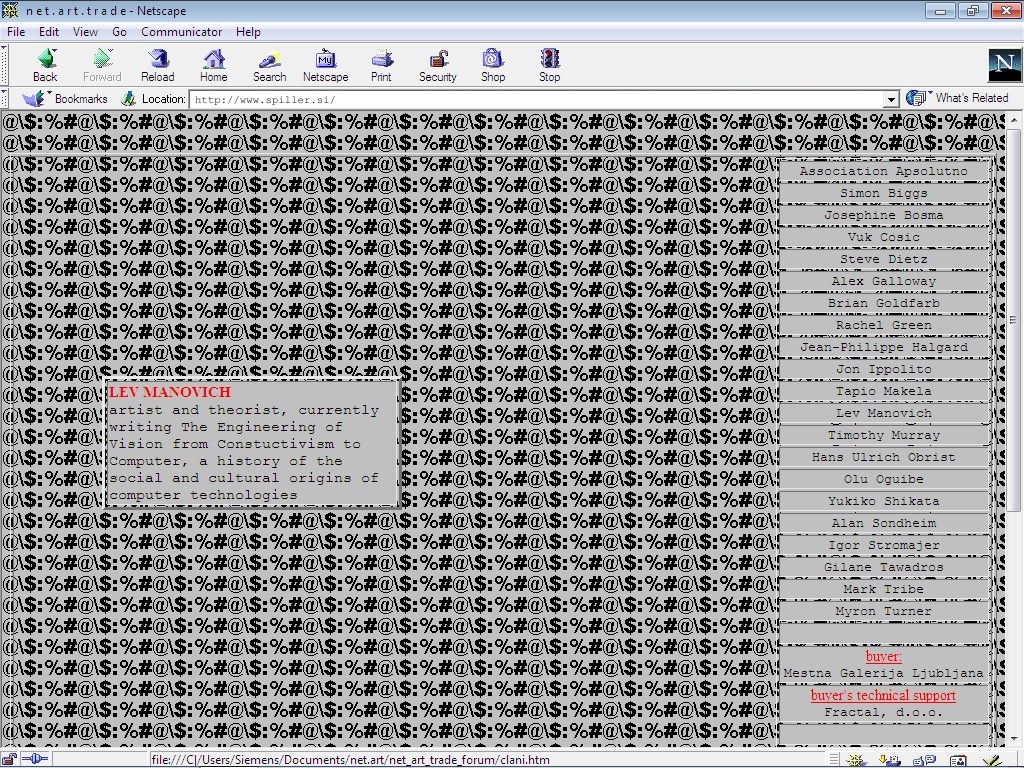 net.art.trade - Netscape
File Edit View Go Communicator Help
Back Forward Reload Home Search Netscape Print Security Shop Stop
My
N
Bookmarks Location: http://www.spiller.si/ What's Related
@\$:%#@\$:%#@\$:%#@\$:%#@\$:%#@\$:%#@\$:%#@\$:%#@\$:%#@\$:%#@\$:%#@\$:%#@\$:%#@\$:%#@\$:%#@\$:%#@\$:%#@\
@\$:%#@\$:%#@\$:%#@\$:%#@\$:%#@\$:%#@\$:%#@\$:%#@\$:%#@\$:%#@\$:%#@\$:%#@\$:%#@\$:%#@\$:%#@\$:%#@\$:%#@\
LEV MANOVICH
artist and theorist, currently
writing The Engineering of
Vision from Constuctivism to
Computer, a history of the
social and cultural origins of
computer technologies
Association Apsolutno
Simon Biggs
Josephine Bosma
Vuk Cosic
Steve Dietz
Alex Galloway
Brian Goldfarb
Rachel Green
Jean-Philippe Halgard
Jon Ippolito
Tapio Makela
Lev Manovich
Timothy Murray
Hans Ulrich Obrist
Olu Oguibe
Yukiko Shikata
Alan Sondheim
Igor Stromajer
Gilane Tawadros
Mark Tribe
Myron Turner
buyer:
Mestna Galerija Ljubljana
buyer's technical support
Fractal, d.o.o.
file:///C|/Users/Siemens/Documents/net.art/net_art_trade_forum/clani.htm